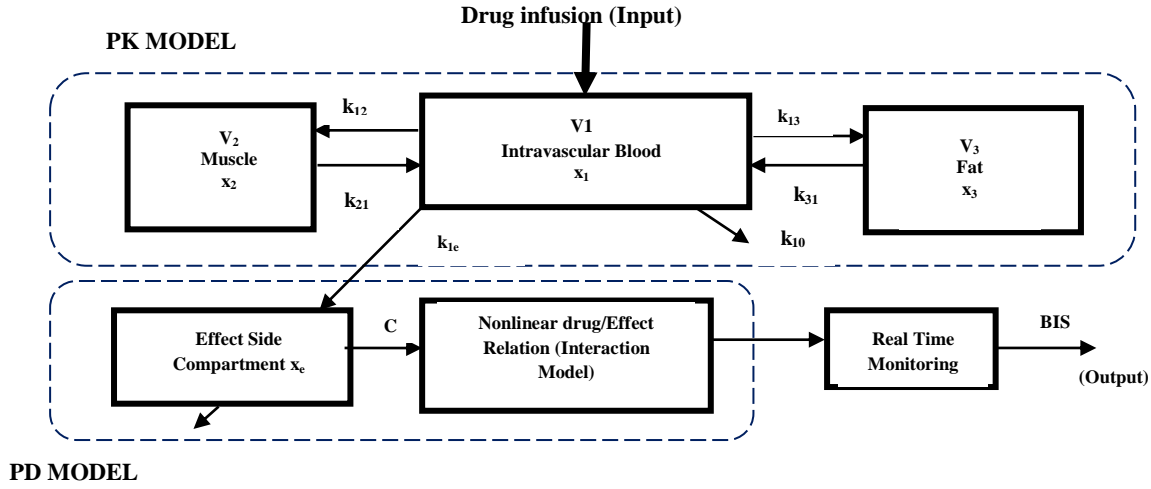 Drug infusion (Input)
PK MODEL
k12
V2
Muscle
x2
k21
V1
Intravascular Blood
x1
k13
V3
Fat
x3
k31
k10
k1e
Effect Side
Compartment xe
C
Nonlinear drug/Effect
Relation (Interaction
Model)
Real Time
Monitoring
BIS
(Output)
PD MODEL